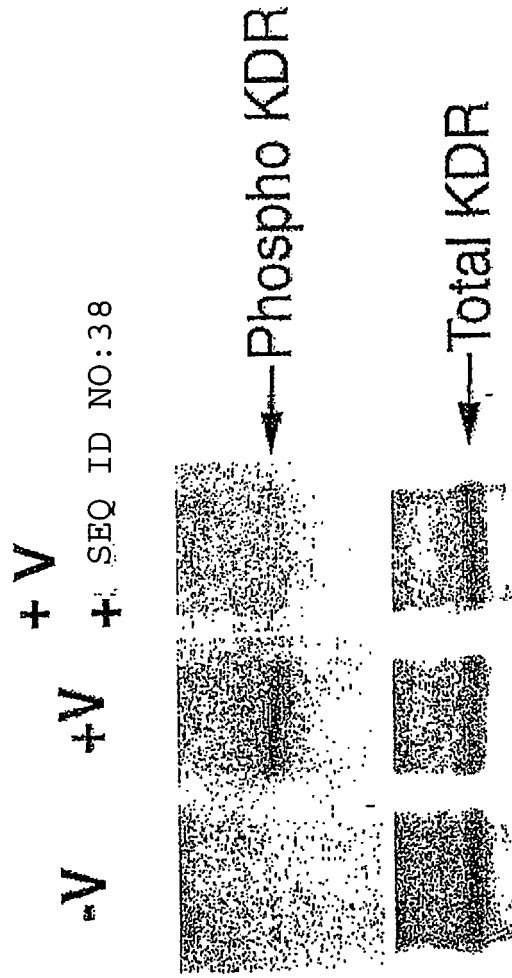 -V
+V
+ V
+ SEQ ID NO:38
Phospho KDR
Total KDR